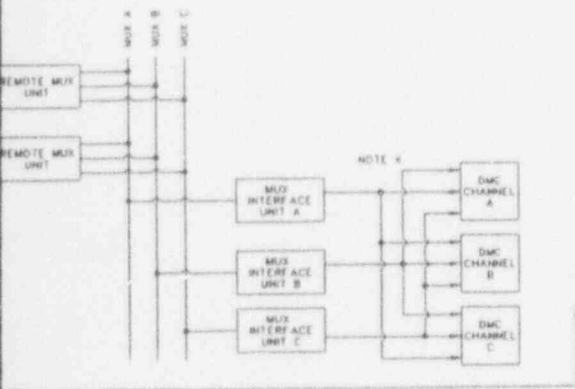 MUX A
MUX B
MUX C
REMOTE MUX
UNIT
REMOTE MUX
UNIT
NOTE X
MUX
INTERFACE
UNIT A
MUX
INTERFACE
UNIT B
MUX
INTERFACE
UNIT C
DMC
CHANNEL
A
DMC
CHANNEL
B
DMC
CHANNEL
C